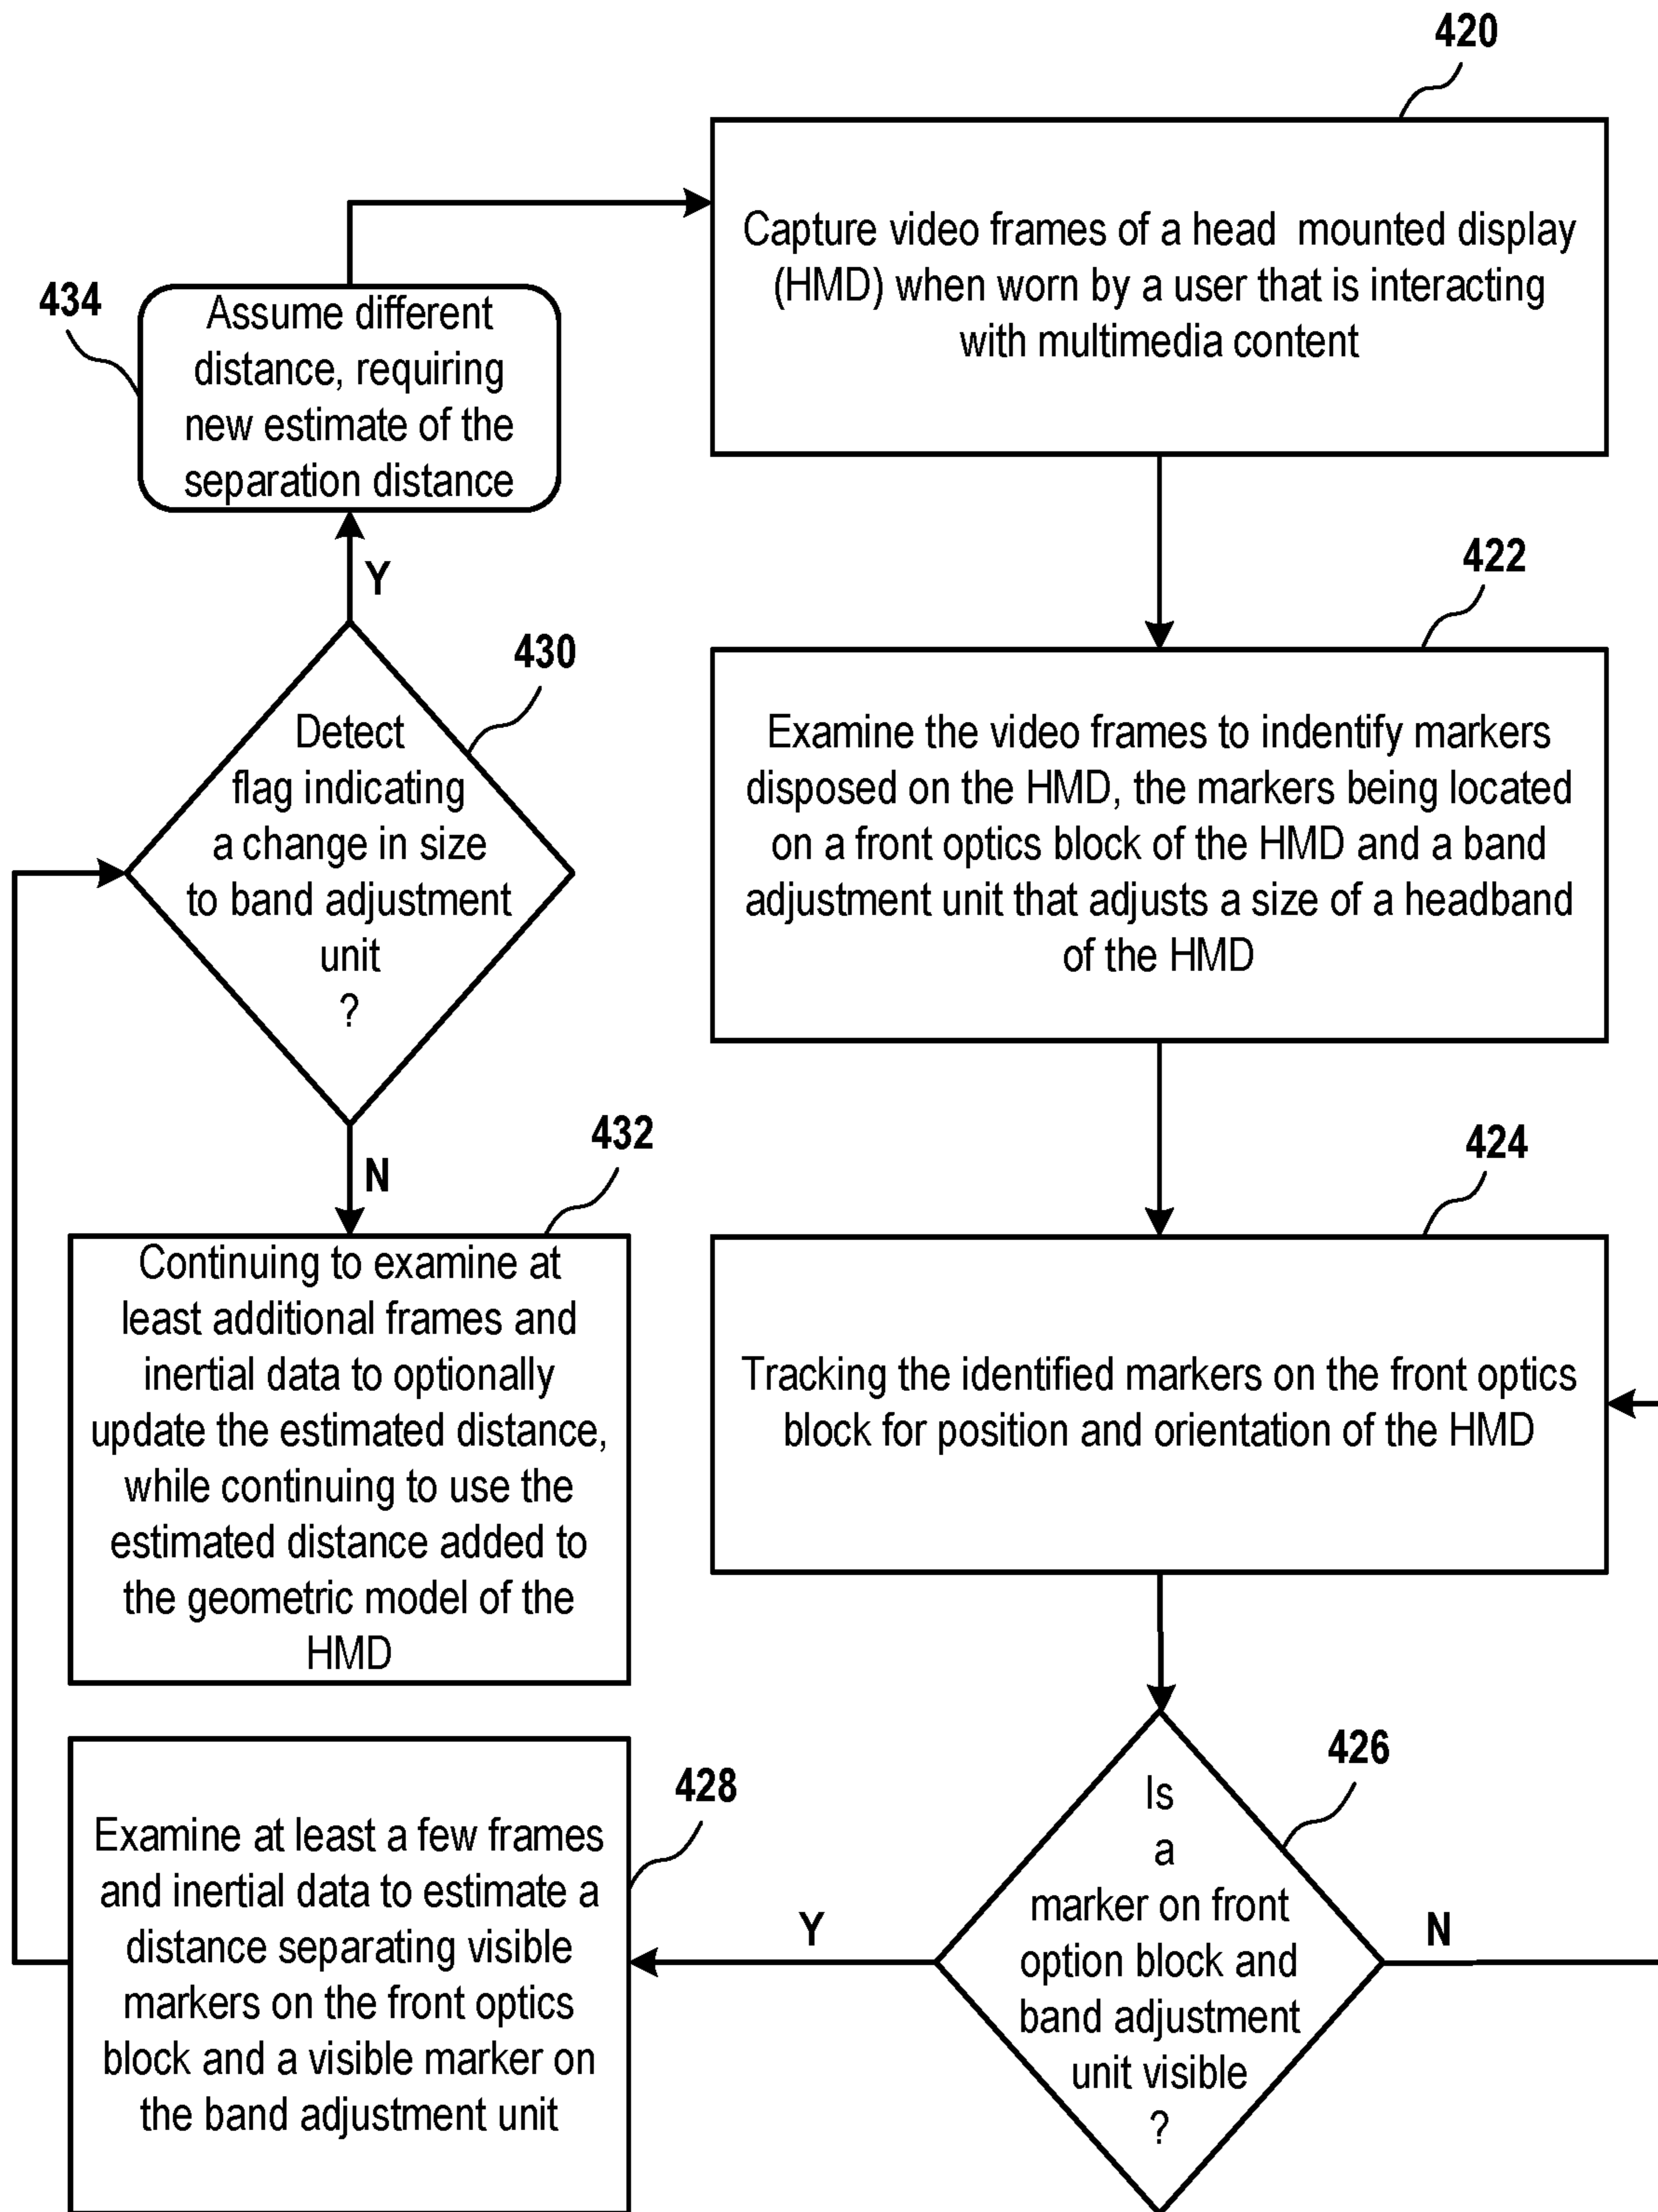 420
Capture video frames of a head mounted display
(HMD) when worn by a user that is interacting
with multimedia content
434
Assume different
distance, requiring
new estimate of the
separation distance
Y
422
Examine the video frames to indentify markers
disposed on the HMD, the markers being located
on a front optics block of the HMD and a band
adjustment unit that adjusts a size of a headband
of the HMD
430
Detect
flag indicating
a change in size
to band adjustment
unit
?
N
432
Continuing to examine at
least additional frames and
inertial data to optionally
update the estimated distance,
while continuing to use the
estimated distance added to
the geometric model of the
HMD
424
Tracking the identified markers on the front optics
block for position and orientation of the HMD
426
Is
a
marker on front
option block and
band adjustment
unit visible
?
Y
N
428
Examine at least a few frames
and inertial data to estimate a
distance separating visible
markers on the front optics
block and a visible marker on
the band adjustment unit